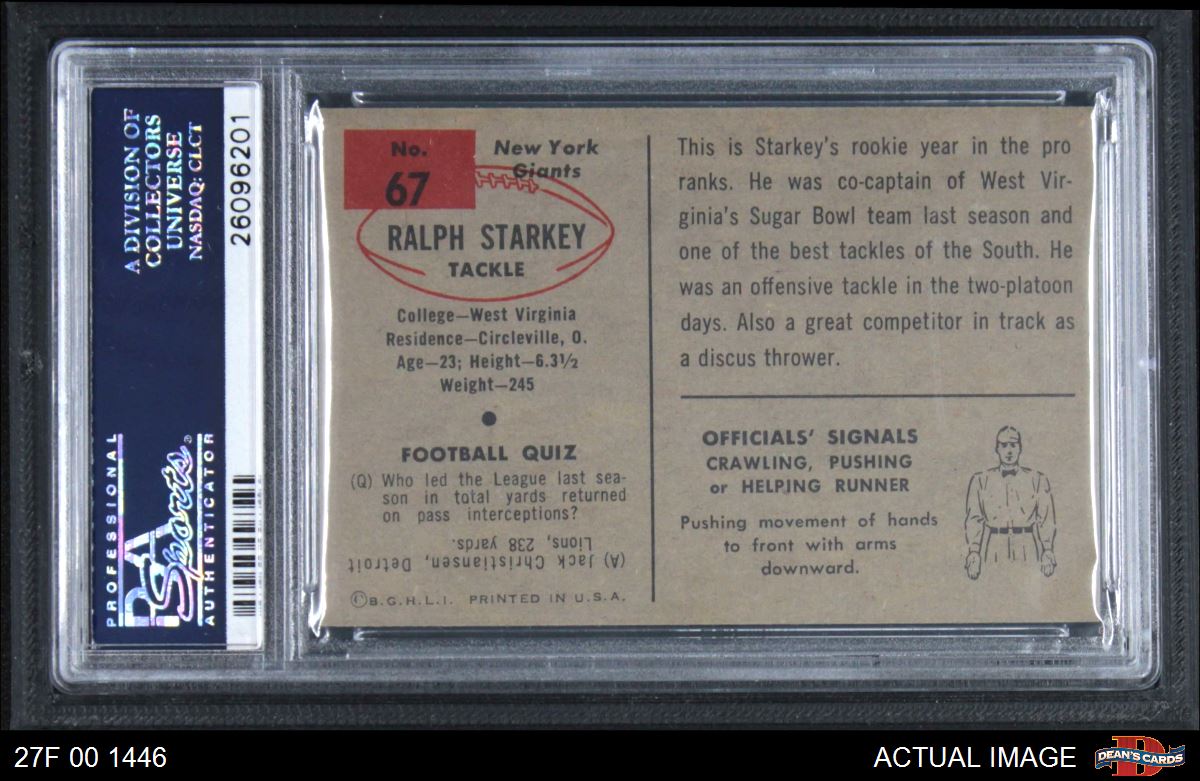 A DIVISION OF
COLLECTORS
UNIVERSE
NASDAQ: CLCT
26096201
PROFESSIONAL
PSA
Sports®
AUTHENTICATOR
No.
67
New York
Giants
RALPH STARKEY
TACKLE
College—West Virginia
Residence—Circleville, O.
Age—23; Height—6.3½
Weight—245
FOOTBALL QUIZ
(Q) Who led the League last sea-
son in total yards returned
on pass interceptions?
(A) Jack Christiansen, Detroit
Lions, 238 yards.
©B.G.H.L.I. PRINTED IN U.S.A.
This is Starkey's rookie year in the pro
ranks. He was co-captain of West Vir-
ginia's Sugar Bowl team last season and
one of the best tackles of the South. He
was an offensive tackle in the two-platoon
days. Also a great competitor in track as
a discus thrower.
OFFICIALS' SIGNALS
CRAWLING, PUSHING
or HELPING RUNNER
Pushing movement of hands
to front with arms
downward.
27F 00 1446
ACTUAL IMAGE
D
DEAN'S CARDS